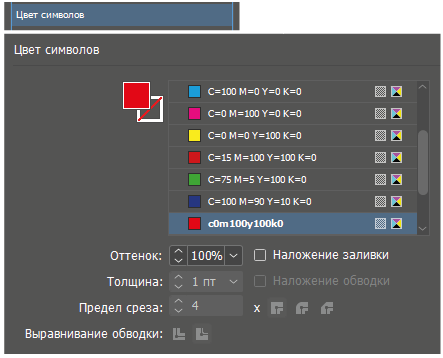 Цвет символов
Цвет символов
C=100 M=0 Y=0 K=0
C=0 M=100 Y=0 K=0
C=0 M=0 Y=100 K=0
C=15 M=100 Y=100 K=0
C=75 M=5 Y=100 K=0
C=100 M=90 Y=10 K=0
c0m100y100k0
Оттенок: 100% Наложение заливки
Толщина: 1 пт Наложение обводки
Предел среза: 4 x
Выравнивание обводки: